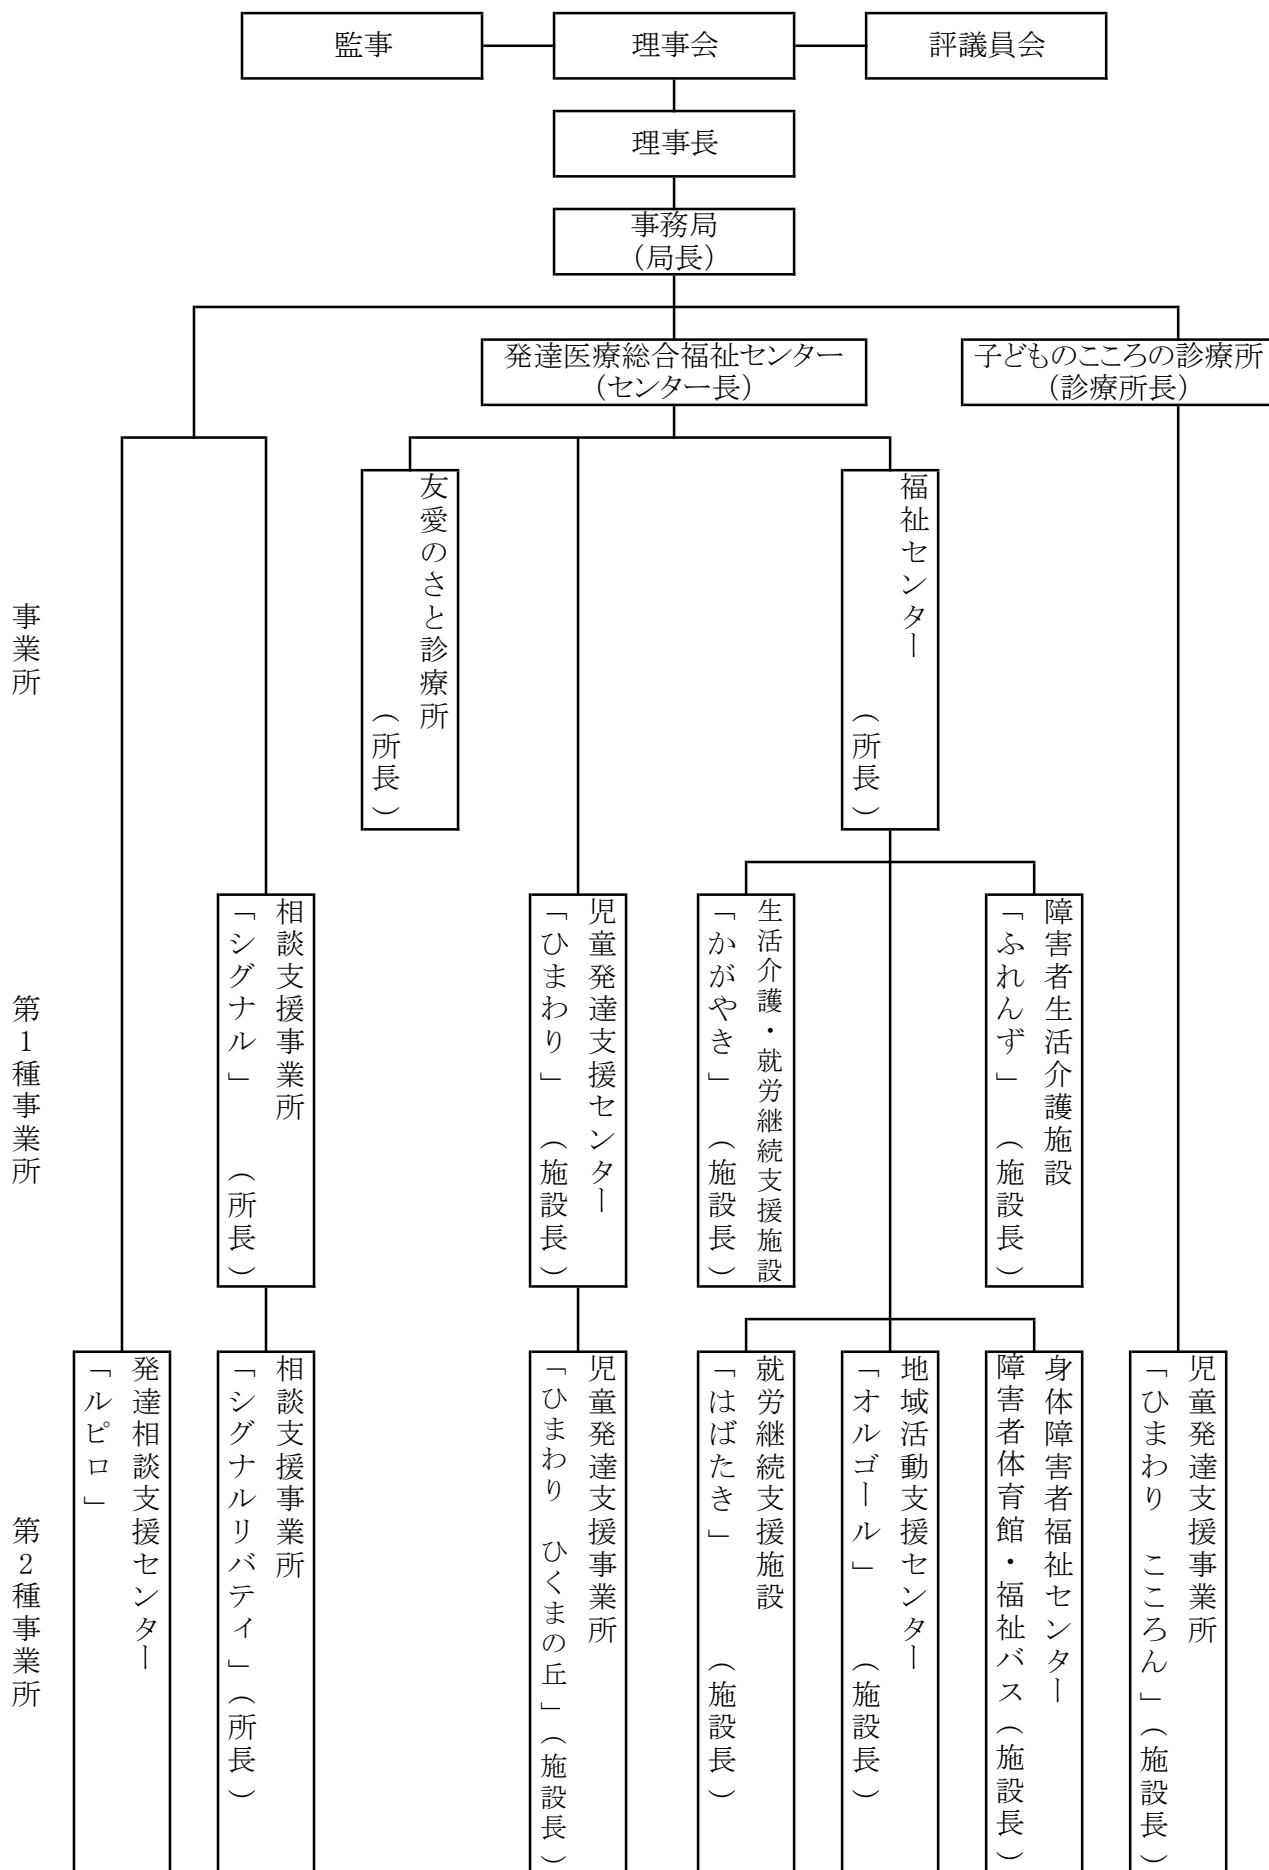 監事
理事会
評議員会
理事長
事務局
（局長）
発達医療総合福祉センター
（センター長）
子どものこころの診療所
（診療所長）
事業所
友愛のさと診療所
（所長）
福祉センター
（所長）
第1種事業所
相談支援事業所
「シグナル」　（所長）
児童発達支援センター
「ひまわり」（施設長）
生活介護・就労継続支援施設
「かがやき」（施設長）
障害者生活介護施設
「ふれんず」（施設長）
第2種事業所
発達相談支援センター
「ルピロ」
相談支援事業所
「シグナルリバティ」（所長）
児童発達支援事業所
「ひまわり　ひくまの丘」（施設長）
就労継続支援施設
「はばたき」　（施設長）
地域活動支援センター
「オルゴール」　（施設長）
身体障害者福祉センター
障害者体育館・福祉バス（施設長）
児童発達支援事業所
「ひまわり　こころん」（施設長）